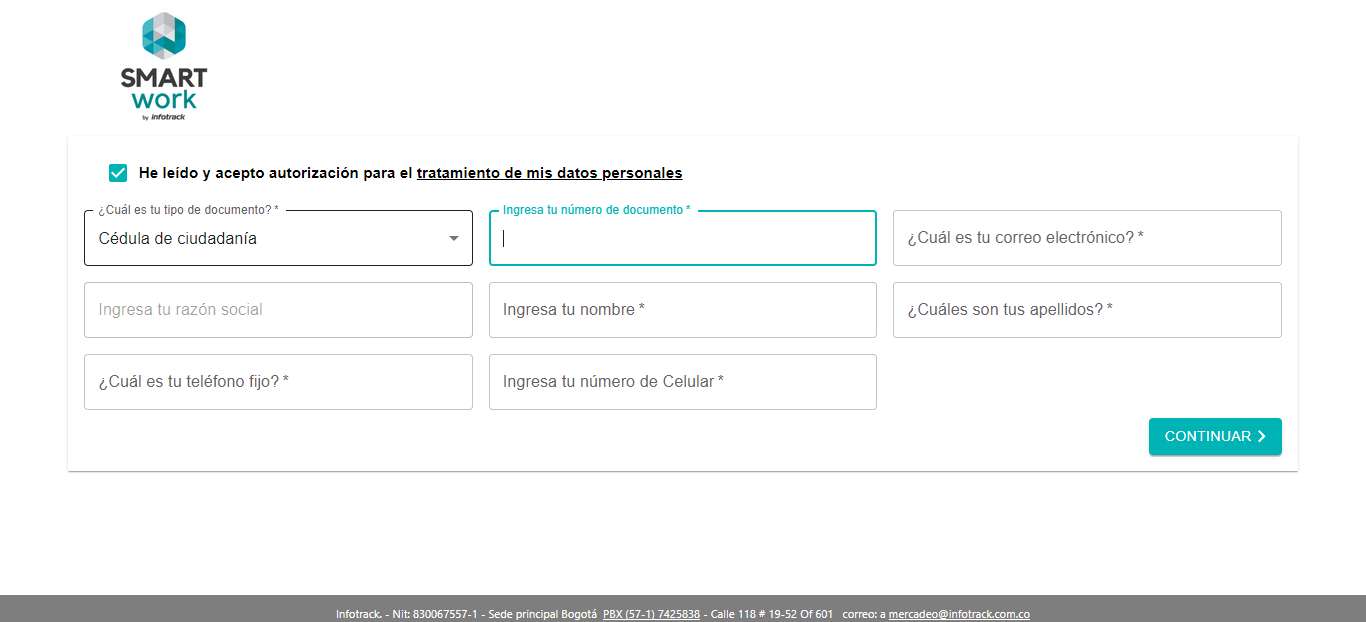 SMART
work
by infotrack
He leído y acepto autorización para el tratamiento de mis datos personales
¿Cuál es tu tipo de documento? *
Cédula de ciudadanía
Ingresa tu número de documento *
¿Cuál es tu correo electrónico? *
Ingresa tu razón social
Ingresa tu nombre *
¿Cuáles son tus apellidos? *
¿Cuál es tu teléfono fijo? *
Ingresa tu número de Celular *
CONTINUAR
Infotrack. - Nit: 830067557-1 - Sede principal Bogotá PBX (57-1) 7425838 - Calle 118 # 19-52 Of 601 correo: a mercadeo@infotrack.com.co